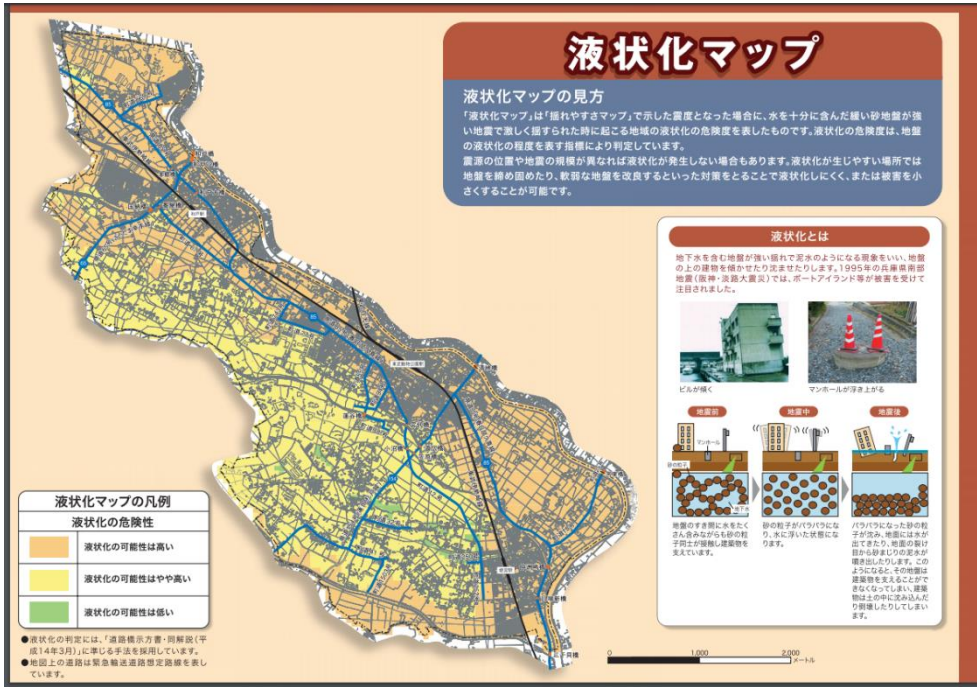 液状化マップ
液状化マップの見方
「液状化マップ」は「揺れやすさマップ」で示した震度となった場合に、水を十分に含んだ緩い砂地盤が強
い地震で激しく揺すられた時に起こる地域の液状化の危険度を表したものです。液状化の危険度は、地盤
の液状化の程度を表す指標により判定しています。
震源の位置や地震の規模が異なれば液状化が発生しない場合もあります。液状化が生じやすい場所では
地盤を締め固めたり、軟弱な地盤を改良するといった対策をとることで液状化しにくく、または被害を小
さくすることが可能です。
液状化とは
地下水を含む地盤が強い揺れで泥水のようになる現象をいい、地盤
の上の建物を傾かせたり沈ませたりします。1995年の兵庫県南部
地震(阪神・淡路大震災)では、ポートアイランド等が被害を受けて
注目されました。
ビルが傾く
マンホールが浮き上がる
地震前
地震中
地震後
マンホール
砂の粒子
地下水
地盤のすき間に水をたく
さん含みながらも砂の粒
子同士が接触し建築物を
支えています。
砂の粒子がバラバラにな
り、水に浮いた状態にな
ります。
バラバラになった砂の粒
子が沈み、地面には水が
出てきたり、地面の裂け
目から砂まじりの泥水が
噴き出したりします。この
ようになると、その地盤は
建築物を支えることがで
きなくなってしまい、建築
物は土の中に沈み込んだ
り倒壊したりしてしまい
ます。
液状化マップの凡例
液状化の危険性
液状化の可能性は高い
液状化の可能性はやや高い
液状化の可能性は低い
●液状化の判定には、「道路橋示方書・同解説(平
成14年3月)」に準じる手法を採用しています。
●地図上の道路は緊急輸送道路想定路線を表し
ています。
0 1,000 2,000
メートル
85
85
85